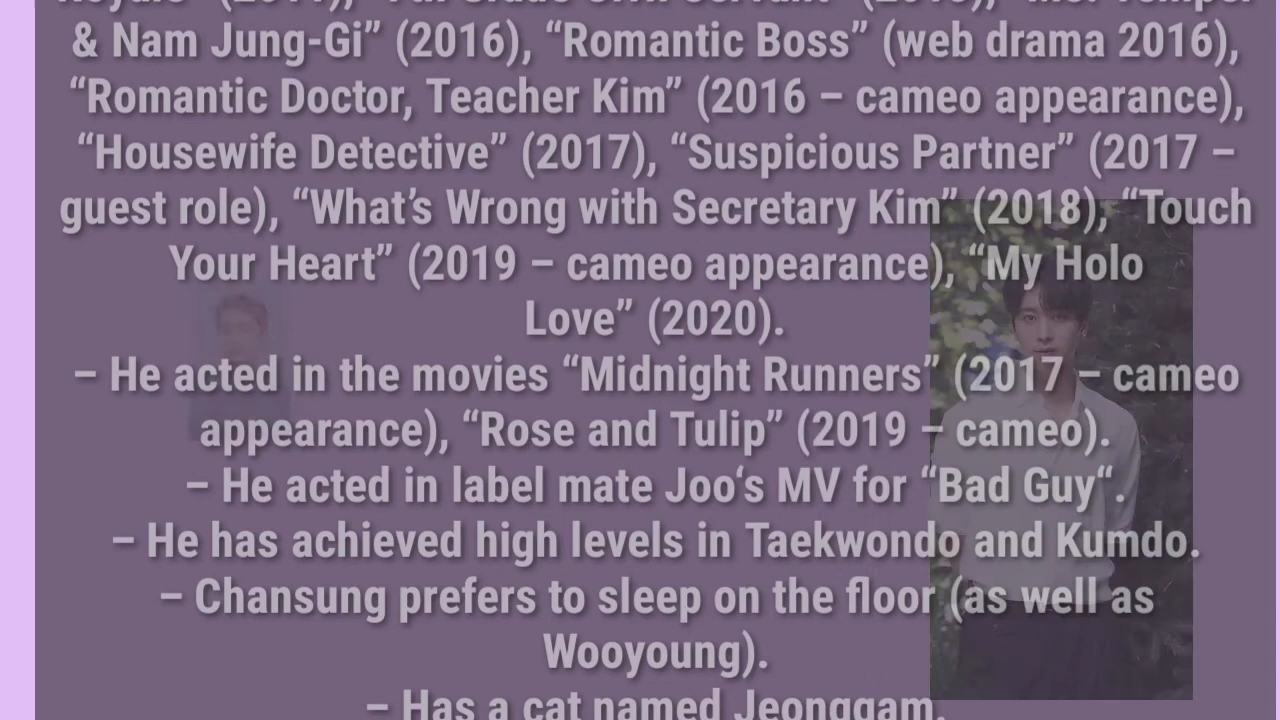 & Nam Jung-Gi” (2016), “Romantic Boss” (web drama 2016),
“Romantic Doctor, Teacher Kim” (2016 – cameo appearance),
“Housewife Detective” (2017), “Suspicious Partner” (2017 –
guest role), “What’s Wrong with Secretary Kim” (2018), “Touch
Your Heart” (2019 – cameo appearance), “My Holo
Love” (2020).
– He acted in the movies “Midnight Runners” (2017 – cameo
appearance), “Rose and Tulip” (2019 – cameo).
– He acted in label mate Joo‘s MV for “Bad Guy“.
– He has achieved high levels in Taekwondo and Kumdo.
– Chansung prefers to sleep on the floor (as well as
Wooyoung).
– Has a cat named Jeonggam.